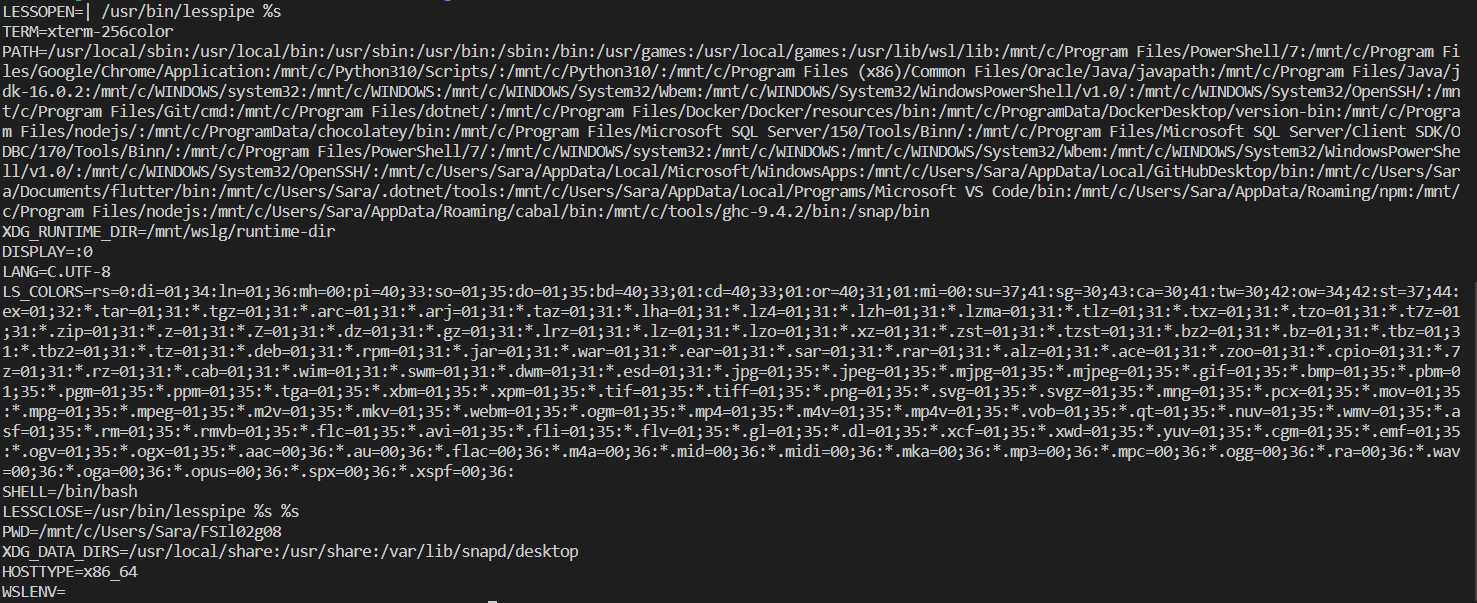 LESSOPEN=| /usr/bin/lesspipe %s
TERM=xterm-256color
PATH=/usr/local/sbin:/usr/local/bin:/usr/sbin:/usr/bin:/sbin:/bin:/usr/games:/usr/local/games:/usr/lib/wsl/lib:/mnt/c/Program Files/PowerShell/7:/mnt/c/Program Fi
les/Google/Chrome/Application:/mnt/c/Python310/Scripts/:/mnt/c/Python310/:/mnt/c/Program Files (x86)/Common Files/Oracle/Java/javapath:/mnt/c/Program Files/Java/j
dk-16.0.2:/mnt/c/WINDOWS/system32:/mnt/c/WINDOWS:/mnt/c/WINDOWS/System32/Wbem:/mnt/c/WINDOWS/System32/WindowsPowerShell/v1.0/:/mnt/c/WINDOWS/System32/OpenSSH/:/mn
t/c/Program Files/Git/cmd:/mnt/c/Program Files/dotnet/:/mnt/c/Program Files/Docker/Docker/resources/bin:/mnt/c/ProgramData/DockerDesktop/version-bin:/mnt/c/Progra
m Files/nodejs/:/mnt/c/ProgramData/chocolatey/bin:/mnt/c/Program Files/Microsoft SQL Server/150/Tools/Binn/:/mnt/c/Program Files/Microsoft SQL Server/Client SDK/O
DBC/170/Tools/Binn/:/mnt/c/Program Files/PowerShell/7/:/mnt/c/WINDOWS/system32:/mnt/c/WINDOWS:/mnt/c/WINDOWS/System32/Wbem:/mnt/c/WINDOWS/System32/WindowsPowerShe
ll/v1.0/:/mnt/c/WINDOWS/System32/OpenSSH/:/mnt/c/Users/Sara/AppData/Local/Microsoft/WindowsApps:/mnt/c/Users/Sara/AppData/Local/GitHubDesktop/bin:/mnt/c/Users/Sar
a/Documents/flutter/bin:/mnt/c/Users/Sara/.dotnet/tools:/mnt/c/Users/Sara/AppData/Local/Programs/Microsoft VS Code/bin:/mnt/c/Users/Sara/AppData/Roaming/npm:/mnt/
c/Program Files/nodejs:/mnt/c/Users/Sara/AppData/Roaming/cabal/bin:/mnt/c/tools/ghc-9.4.2/bin:/snap/bin
XDG_RUNTIME_DIR=/mnt/wslg/runtime-dir
DISPLAY=:0
LANG=C.UTF-8
LS_COLORS=rs=0:di=01;34:ln=01;36:mh=00:pi=40;33:so=01;35:do=01;35:bd=40;33;01:cd=40;33;01:or=40;31;01:mi=00:su=37;41:sg=30;43:ca=30;41:tw=30;42:ow=34;42:st=37;44:
ex=01;32:*.tar=01;31:*.tgz=01;31:*.arc=01;31:*.arj=01;31:*.taz=01;31:*.lha=01;31:*.lz4=01;31:*.lzh=01;31:*.lzma=01;31:*.tlz=01;31:*.txz=01;31:*.tzo=01;31:*.t7z=01
;31:*.zip=01;31:*.z=01;31:*.Z=01;31:*.dz=01;31:*.gz=01;31:*.lrz=01;31:*.lz=01;31:*.lzo=01;31:*.xz=01;31:*.zst=01;31:*.tzst=01;31:*.bz2=01;31:*.bz=01;31:*.tbz=01;3
1:*.tbz2=01;31:*.tz=01;31:*.deb=01;31:*.rpm=01;31:*.jar=01;31:*.war=01;31:*.ear=01;31:*.sar=01;31:*.rar=01;31:*.alz=01;31:*.ace=01;31:*.zoo=01;31:*.cpio=01;31:*.7
z=01;31:*.rz=01;31:*.cab=01;31:*.wim=01;31:*.swm=01;31:*.dwm=01;31:*.esd=01;31:*.jpg=01;35:*.jpeg=01;35:*.mjpg=01;35:*.mjpeg=01;35:*.gif=01;35:*.bmp=01;35:*.pbm=0
1;35:*.pgm=01;35:*.ppm=01;35:*.tga=01;35:*.xbm=01;35:*.xpm=01;35:*.tif=01;35:*.tiff=01;35:*.png=01;35:*.svg=01;35:*.svgz=01;35:*.mng=01;35:*.pcx=01;35:*.mov=01;35
:*.mpg=01;35:*.mpeg=01;35:*.m2v=01;35:*.mkv=01;35:*.webm=01;35:*.ogm=01;35:*.mp4=01;35:*.m4v=01;35:*.mp4v=01;35:*.vob=01;35:*.qt=01;35:*.nuv=01;35:*.wmv=01;35:*.a
sf=01;35:*.rm=01;35:*.rmvb=01;35:*.flc=01;35:*.avi=01;35:*.fli=01;35:*.flv=01;35:*.gl=01;35:*.dl=01;35:*.xcf=01;35:*.xwd=01;35:*.yuv=01;35:*.cgm=01;35:*.emf=01;35
:*.ogv=01;35:*.ogx=01;35:*.aac=00;36:*.au=00;36:*.flac=00;36:*.m4a=00;36:*.mid=00;36:*.midi=00;36:*.mka=00;36:*.mp3=00;36:*.mpc=00;36:*.ogg=00;36:*.ra=00;36:*.wav
=00;36:*.oga=00;36:*.opus=00;36:*.spx=00;36:*.xspf=00;36:
SHELL=/bin/bash
LESSCLOSE=/usr/bin/lesspipe %s %s
PWD=/mnt/c/Users/Sara/FSIl02g08
XDG_DATA_DIRS=/usr/local/share:/usr/share:/var/lib/snapd/desktop
HOSTTYPE=x86_64
WSLENV=